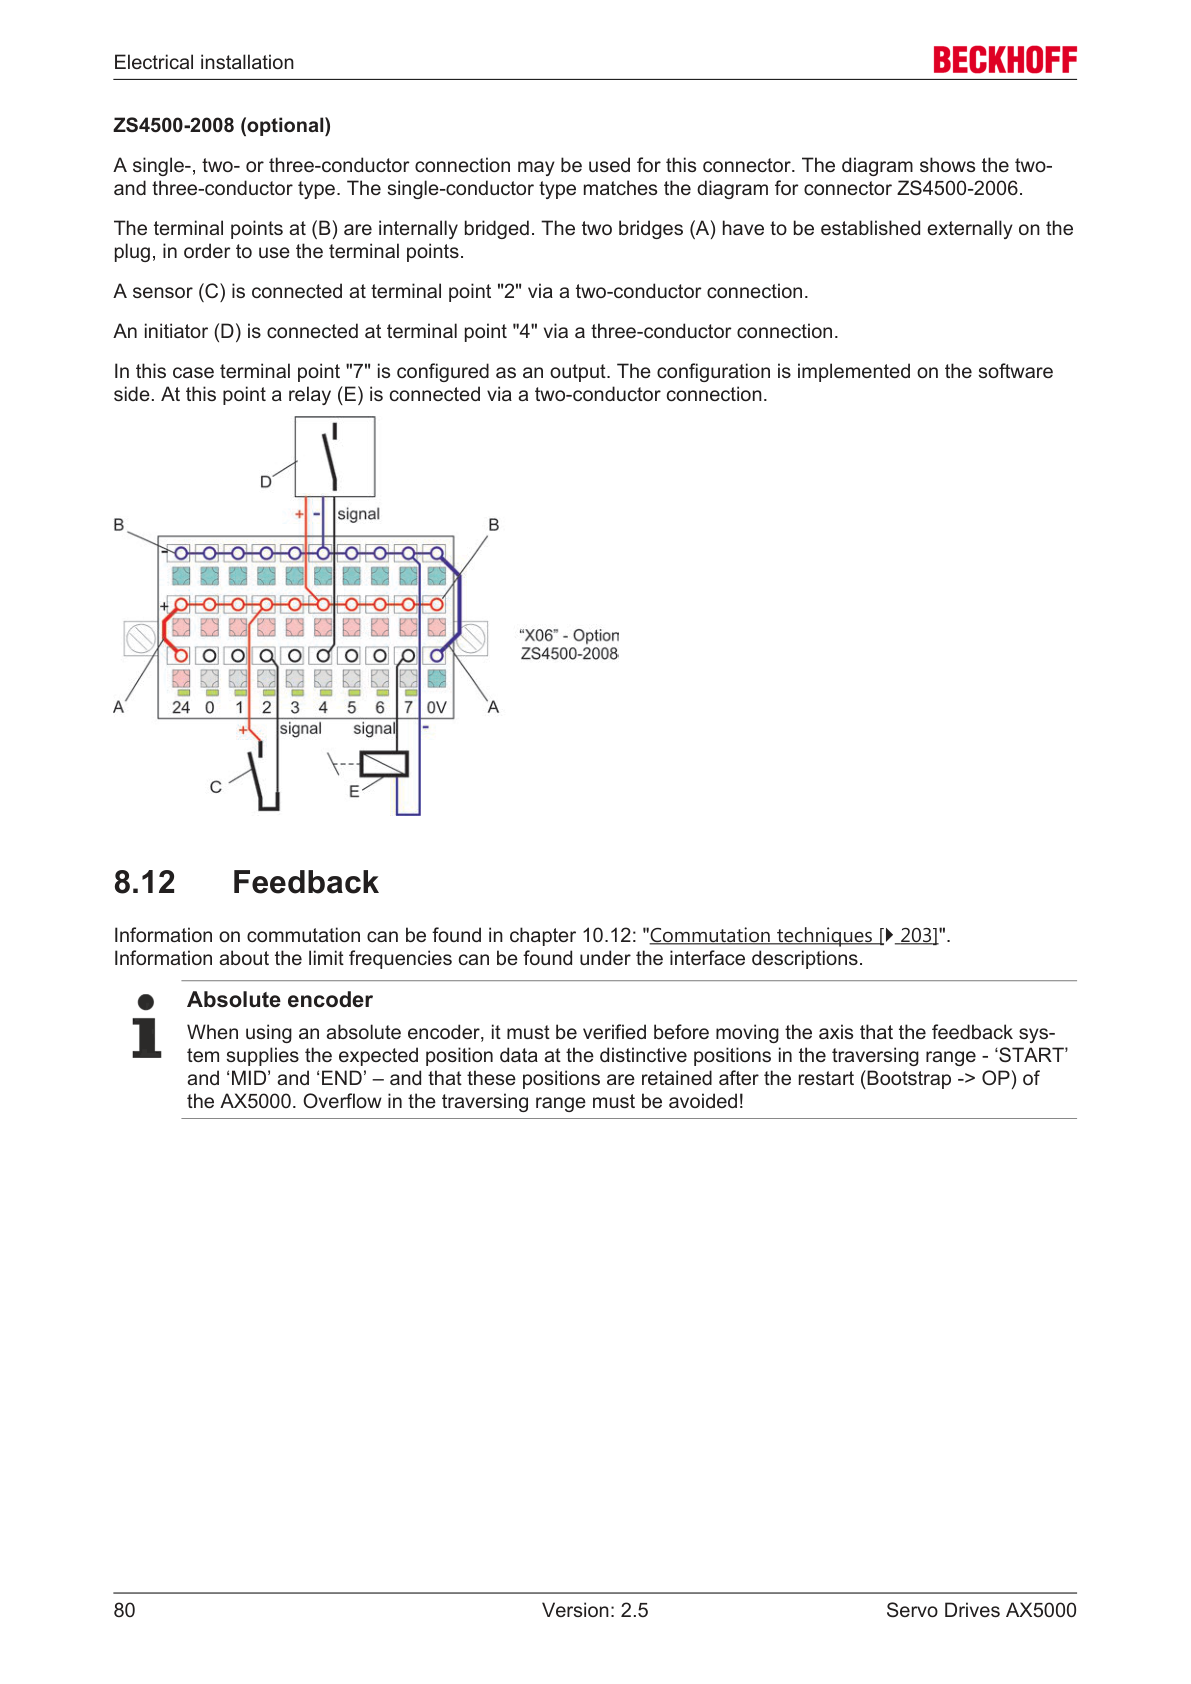 Electrical installation
BECKHOFF
ZS4500-2008 (optional)
A single-, two- or three-conductor connection may be used for this connector. The diagram shows the two-
and three-conductor type. The single-conductor type matches the diagram for connector ZS4500-2006.
The terminal points at (B) are internally bridged. The two bridges (A) have to be established externally on the
plug, in order to use the terminal points.
A sensor (C) is connected at terminal point "2" via a two-conductor connection.
An initiator (D) is connected at terminal point "4" via a three-conductor connection.
In this case terminal point "7" is configured as an output. The configuration is implemented on the software
side. At this point a relay (E) is connected via a two-conductor connection.
D
+ - signal
B B
-
+
“X06” - Option
ZS4500-2008
A 24 0 1 2 3 4 5 6 7 0V A
+ signal signal -
C E
8.12 Feedback
Information on commutation can be found in chapter 10.12: "Commutation techniques [▶ 203]".
Information about the limit frequencies can be found under the interface descriptions.
Absolute encoder
When using an absolute encoder, it must be verified before moving the axis that the feedback sys-
tem supplies the expected position data at the distinctive positions in the traversing range - ‘START’
and ‘MID’ and ‘END’ – and that these positions are retained after the restart (Bootstrap -> OP) of
the AX5000. Overflow in the traversing range must be avoided!
80 Version: 2.5 Servo Drives AX5000